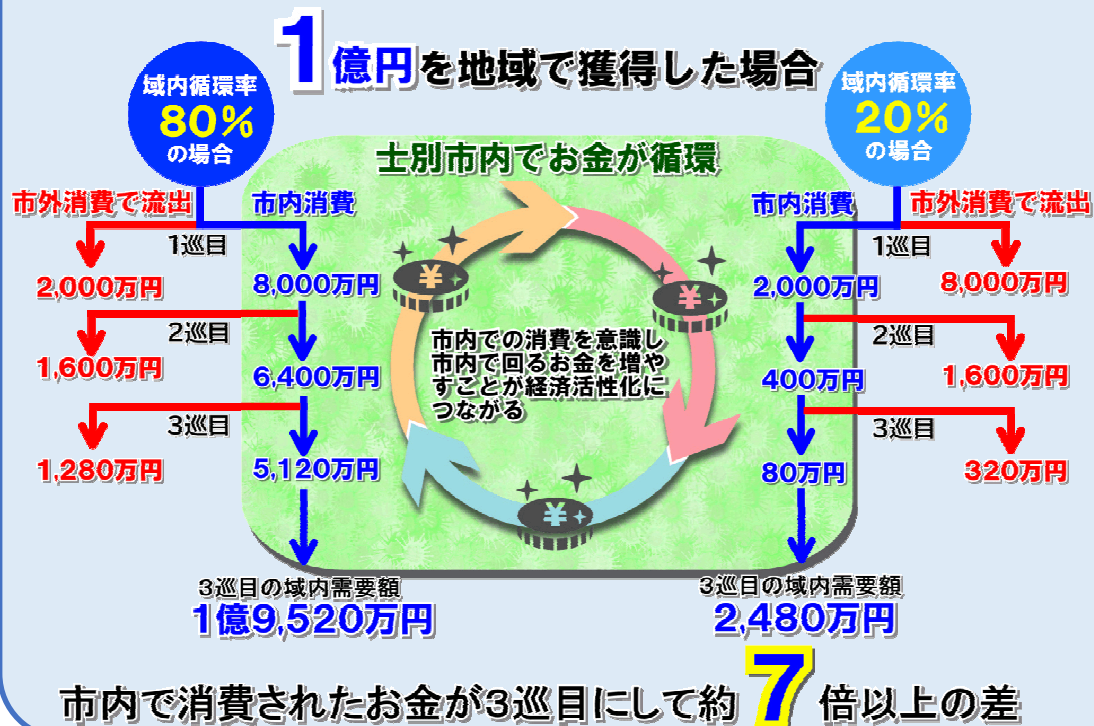 1億円を地域で獲得した場合
域内循環率
80%
の場合
域内循環率
20%
の場合
士別市内でお金が循環
市外消費で流出
市内消費
1巡目
2,000万円
8,000万円
2巡目
1,600万円
6,400万円
3巡目
1,280万円
5,120万円
3巡目の域内需要額
1億9,520万円
¥
¥
¥
市内での消費を意識し
市内で回るお金を増や
すことが経済活性化に
つながる
市内消費
市外消費で流出
1巡目
2,000万円
8,000万円
2巡目
400万円
1,600万円
3巡目
80万円
320万円
3巡目の域内需要額
2,480万円
市内で消費されたお金が3巡目にして約7倍以上の差